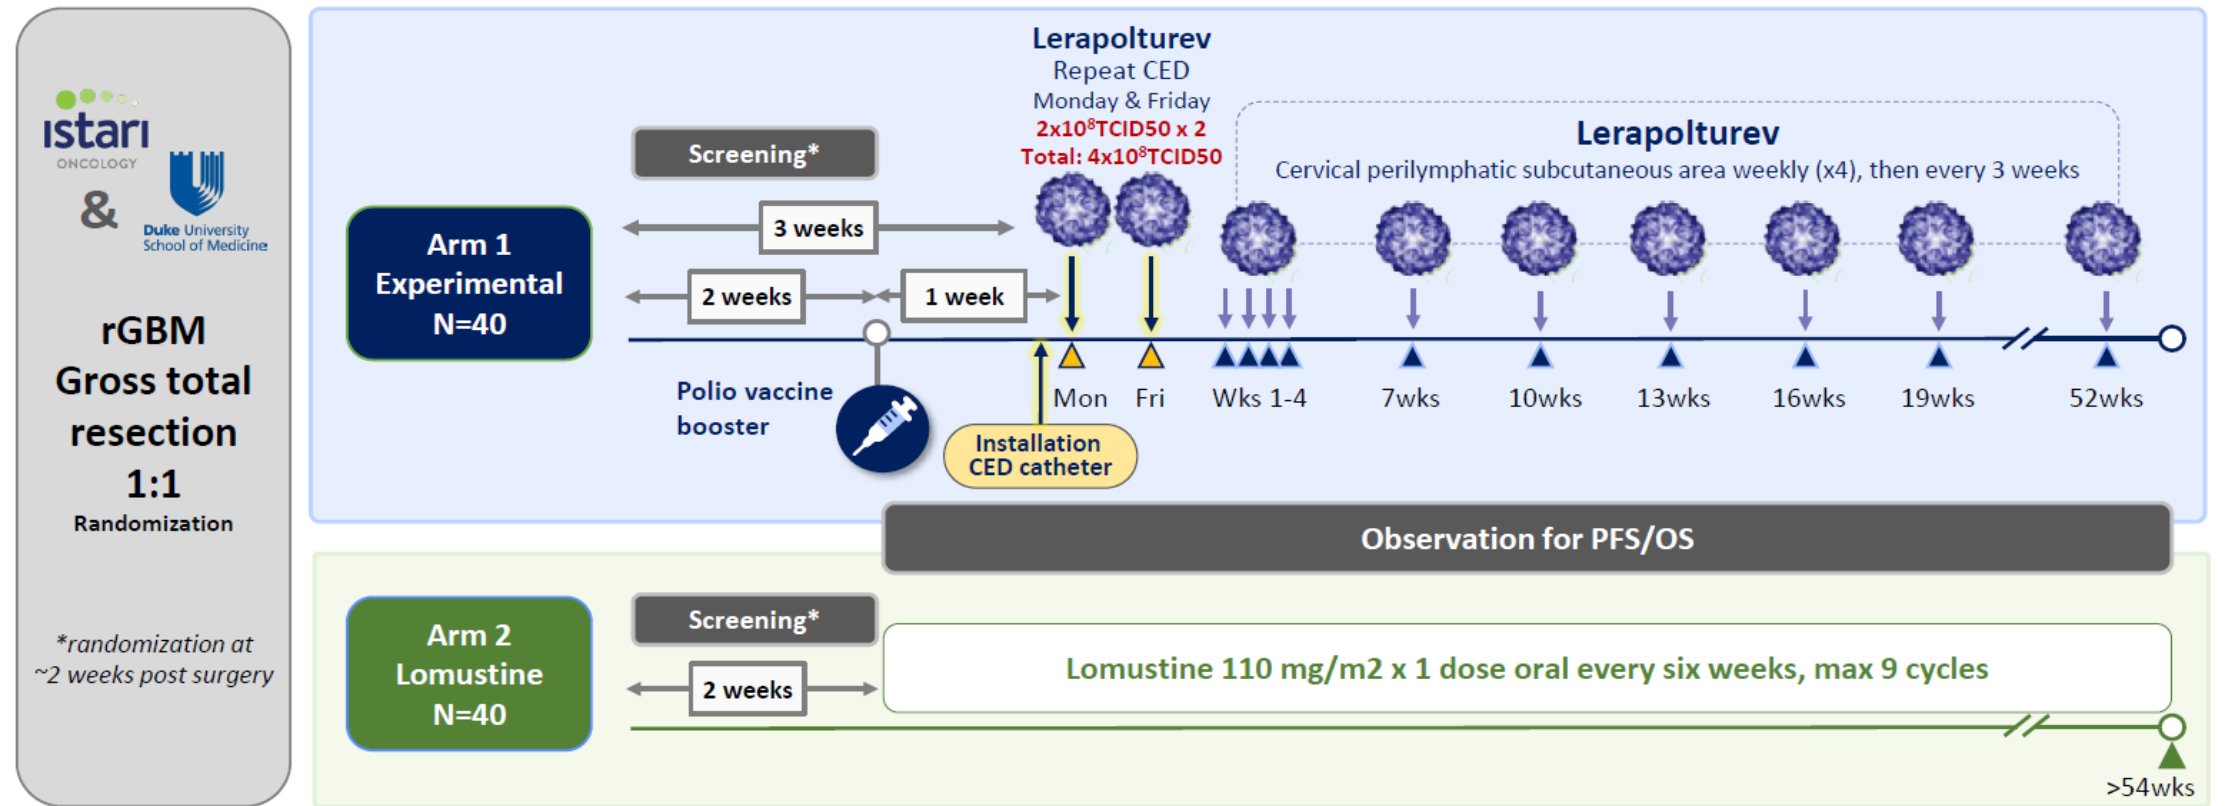 istari
ONCOLOGY
&
Duke University
School of Medicine
rGBM
Gross total
resection
1:1
Randomization
*randomization at
~2 weeks post surgery
Arm 1
Experimental
N=40
Screening*
3 weeks
2 weeks
1 week
Polio vaccine
booster
Installation
CED catheter
Lerapolturev
Repeat CED
Monday & Friday
2x10⁸TCID50 x 2
Total: 4x10⁸TCID50
Lerapolturev
Cervical perilymphatic subcutaneous area weekly (x4), then every 3 weeks
Mon Fri Wks 1-4 7wks 10wks 13wks 16wks 19wks 52wks
Observation for PFS/OS
Arm 2
Lomustine
N=40
Screening*
2 weeks
Lomustine 110 mg/m2 x 1 dose oral every six weeks, max 9 cycles
>54wks